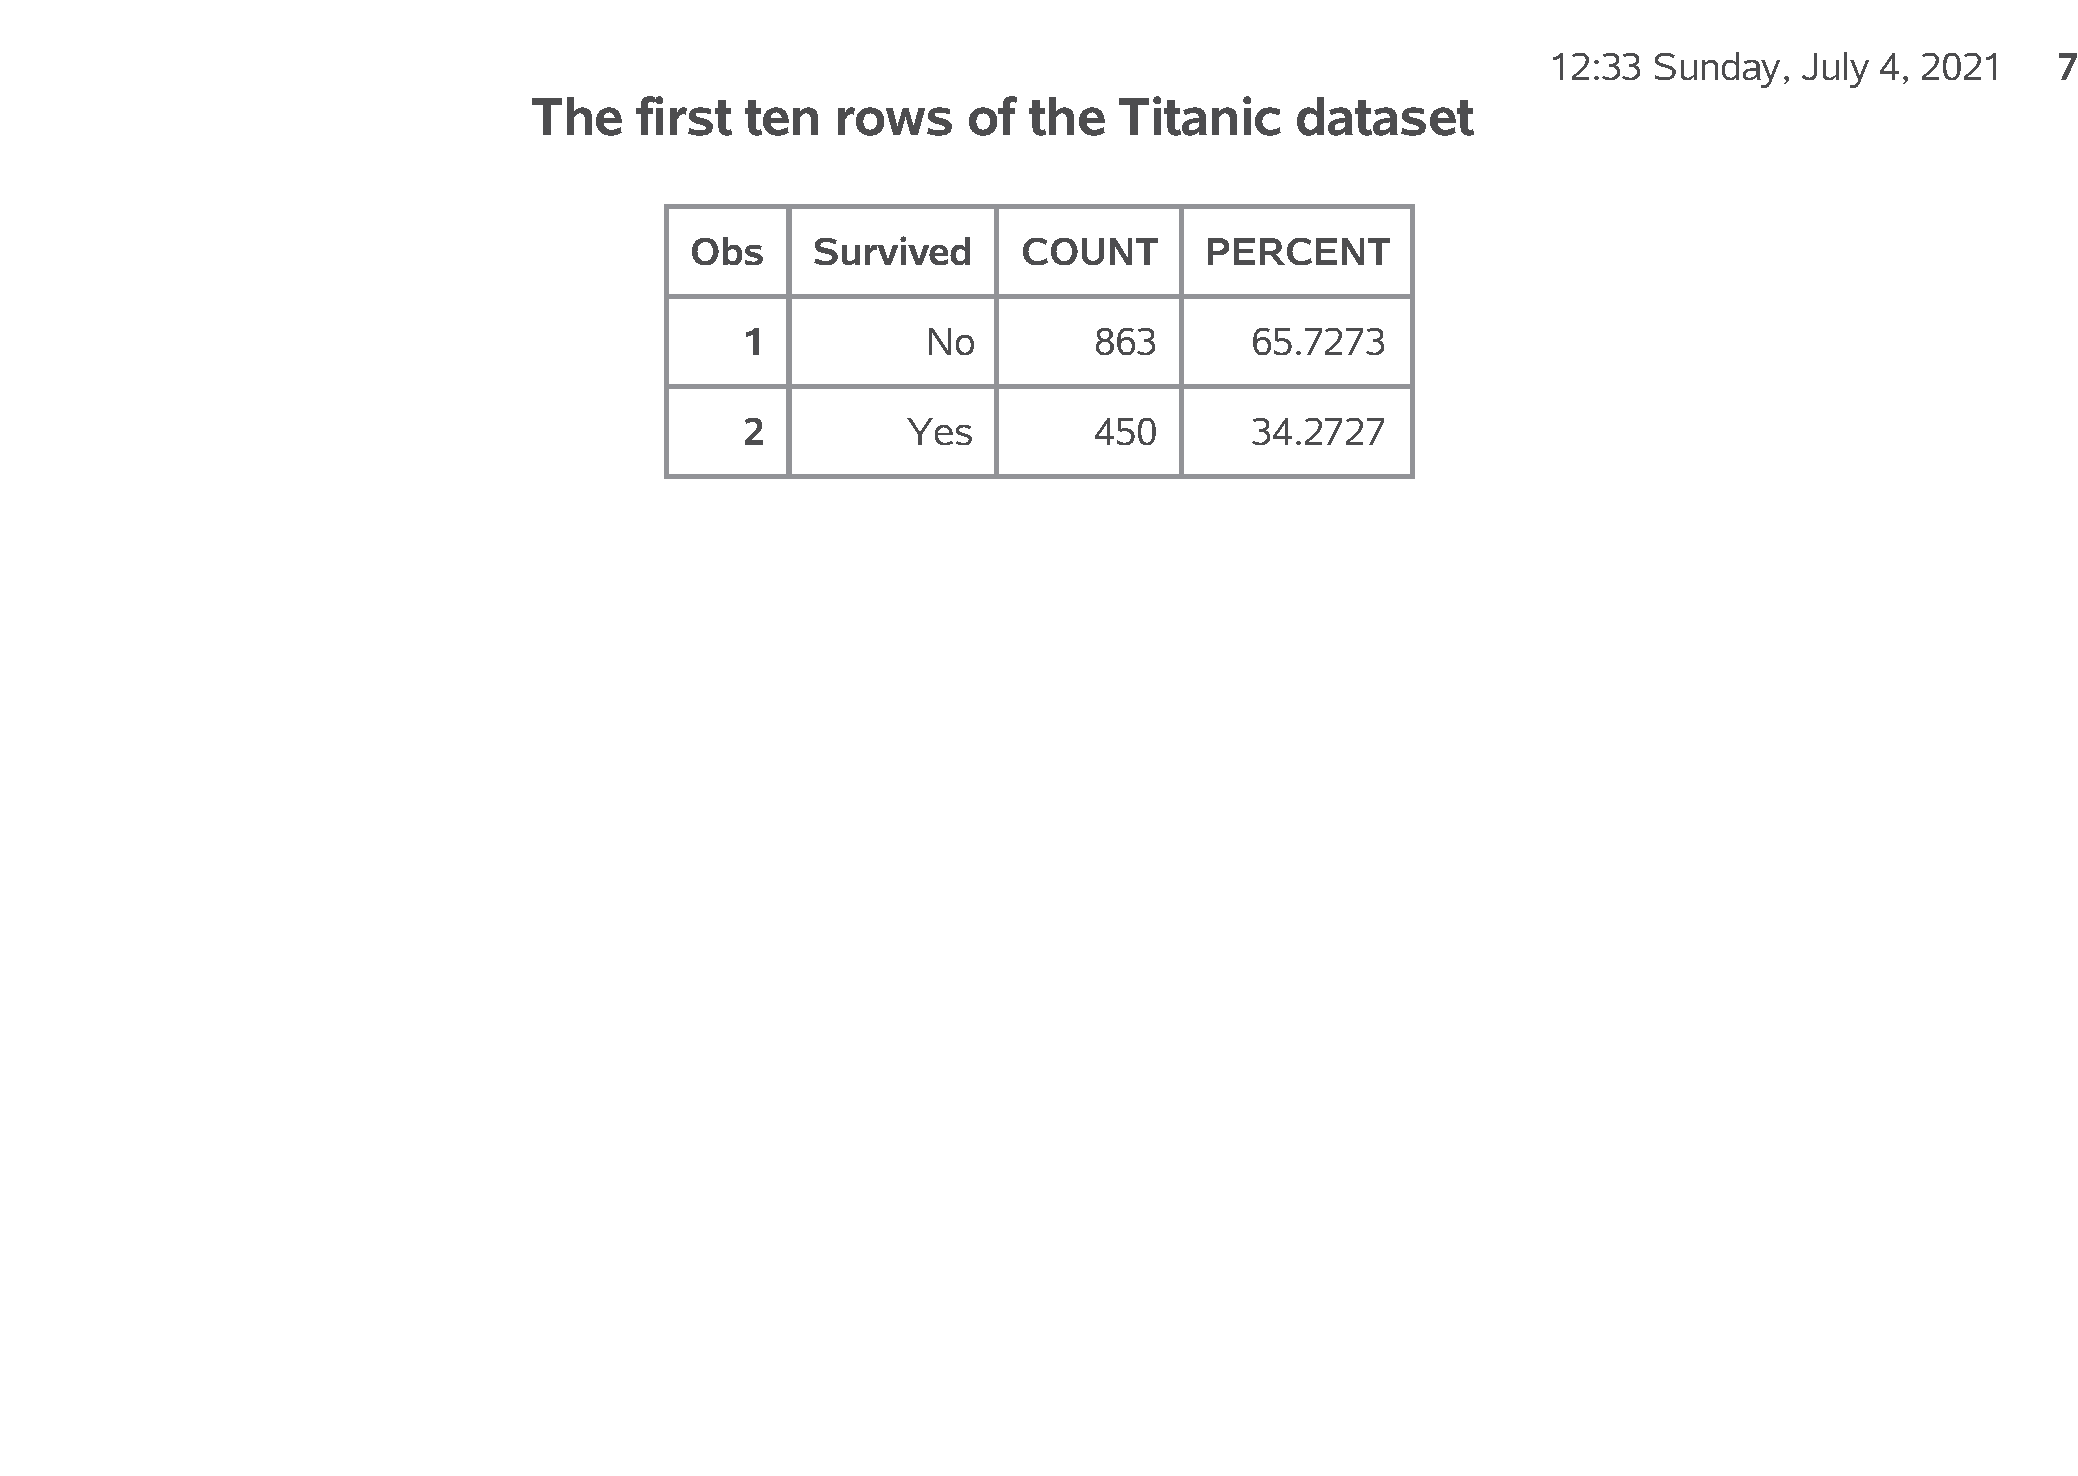 12:33 Sunday, July 4, 2021 7
The first ten rows of the Titanic dataset
Obs Survived COUNT PERCENT
1 No 863 65.7273
2 Yes 450 34.2727